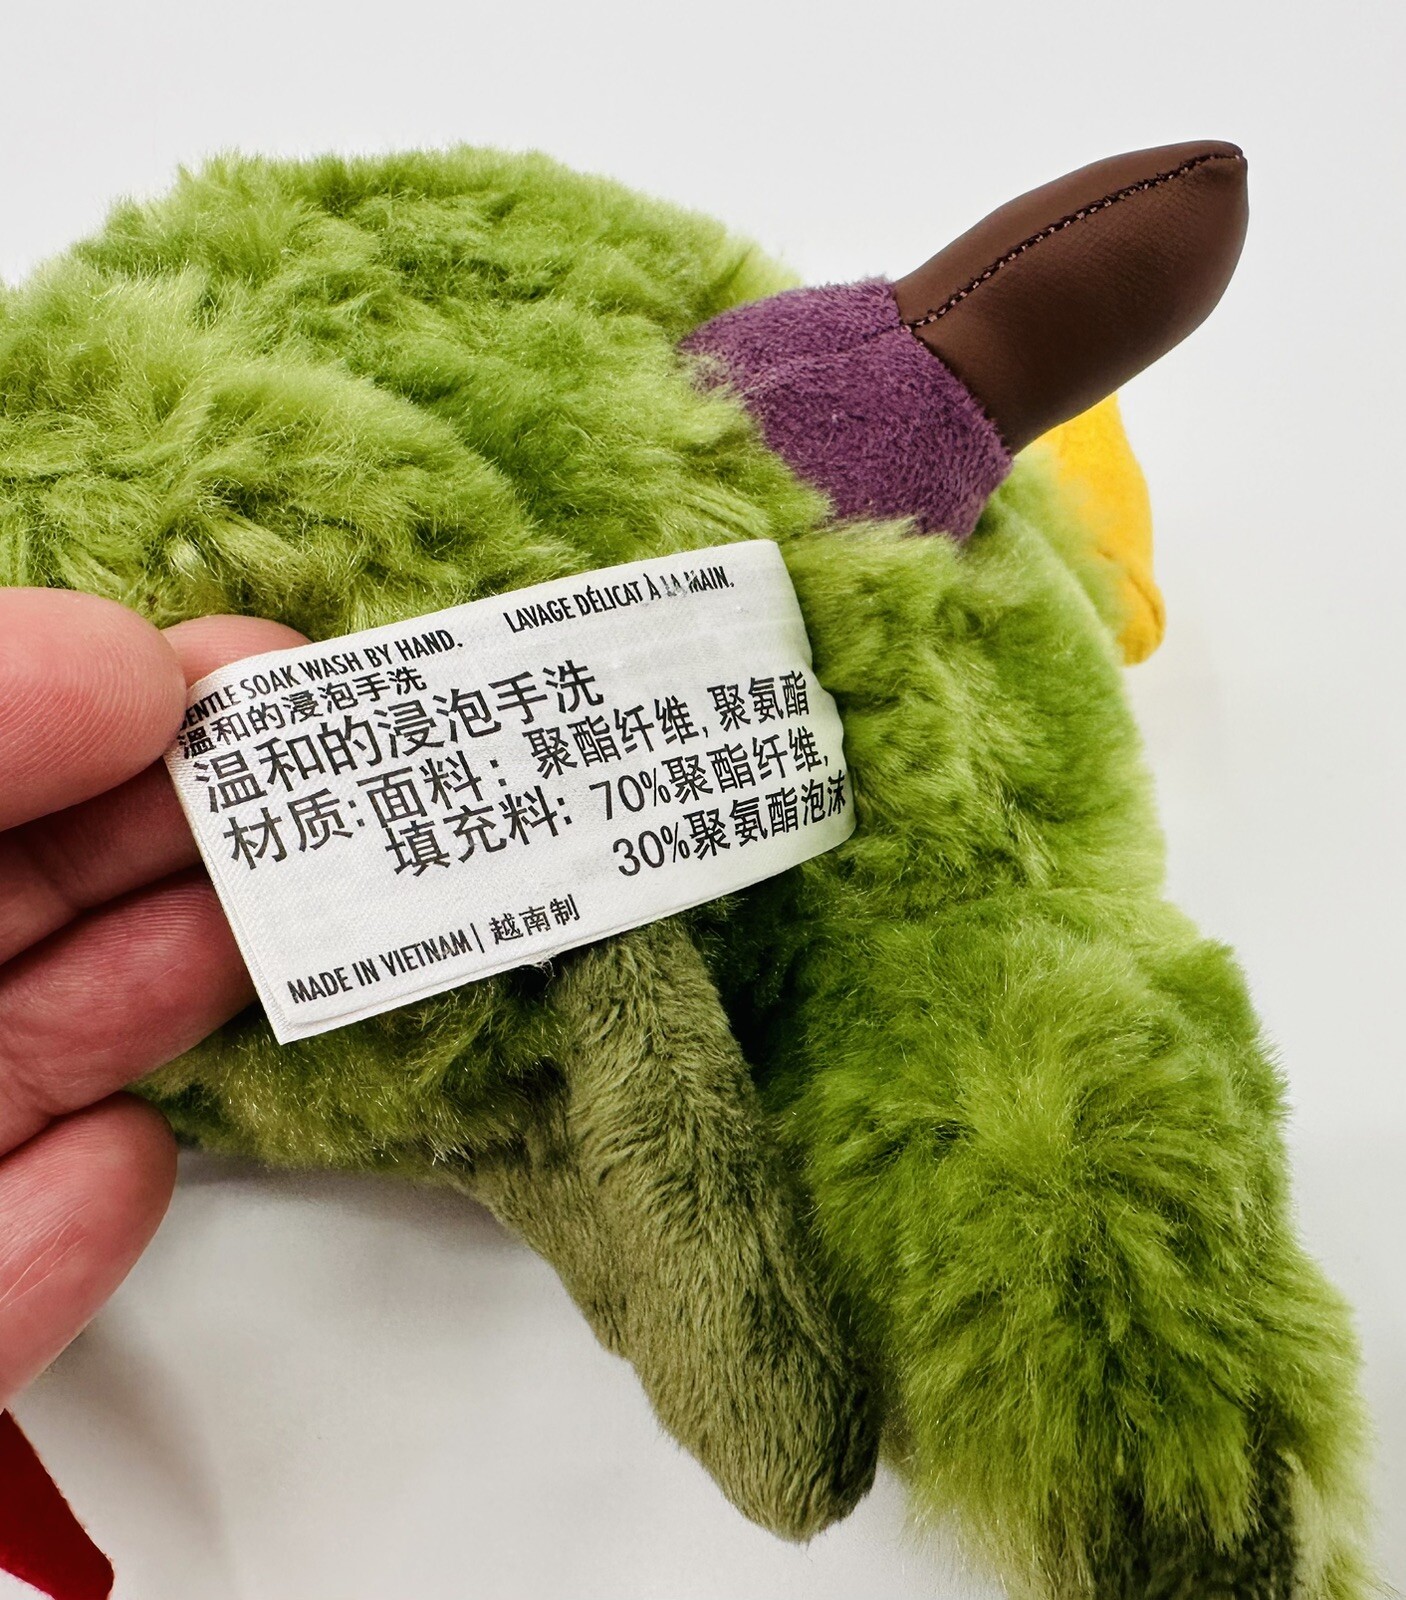 GENTLE SOAK WASH BY HAND. LAVAGE DÉLICAT À LA MAIN.
溫和的浸泡手洗
温和的浸泡手洗
材质: 面料: 聚酯纤维, 聚氨酯
填充料: 70%聚酯纤维,
30%聚氨酯泡沫
MADE IN VIETNAM | 越南制